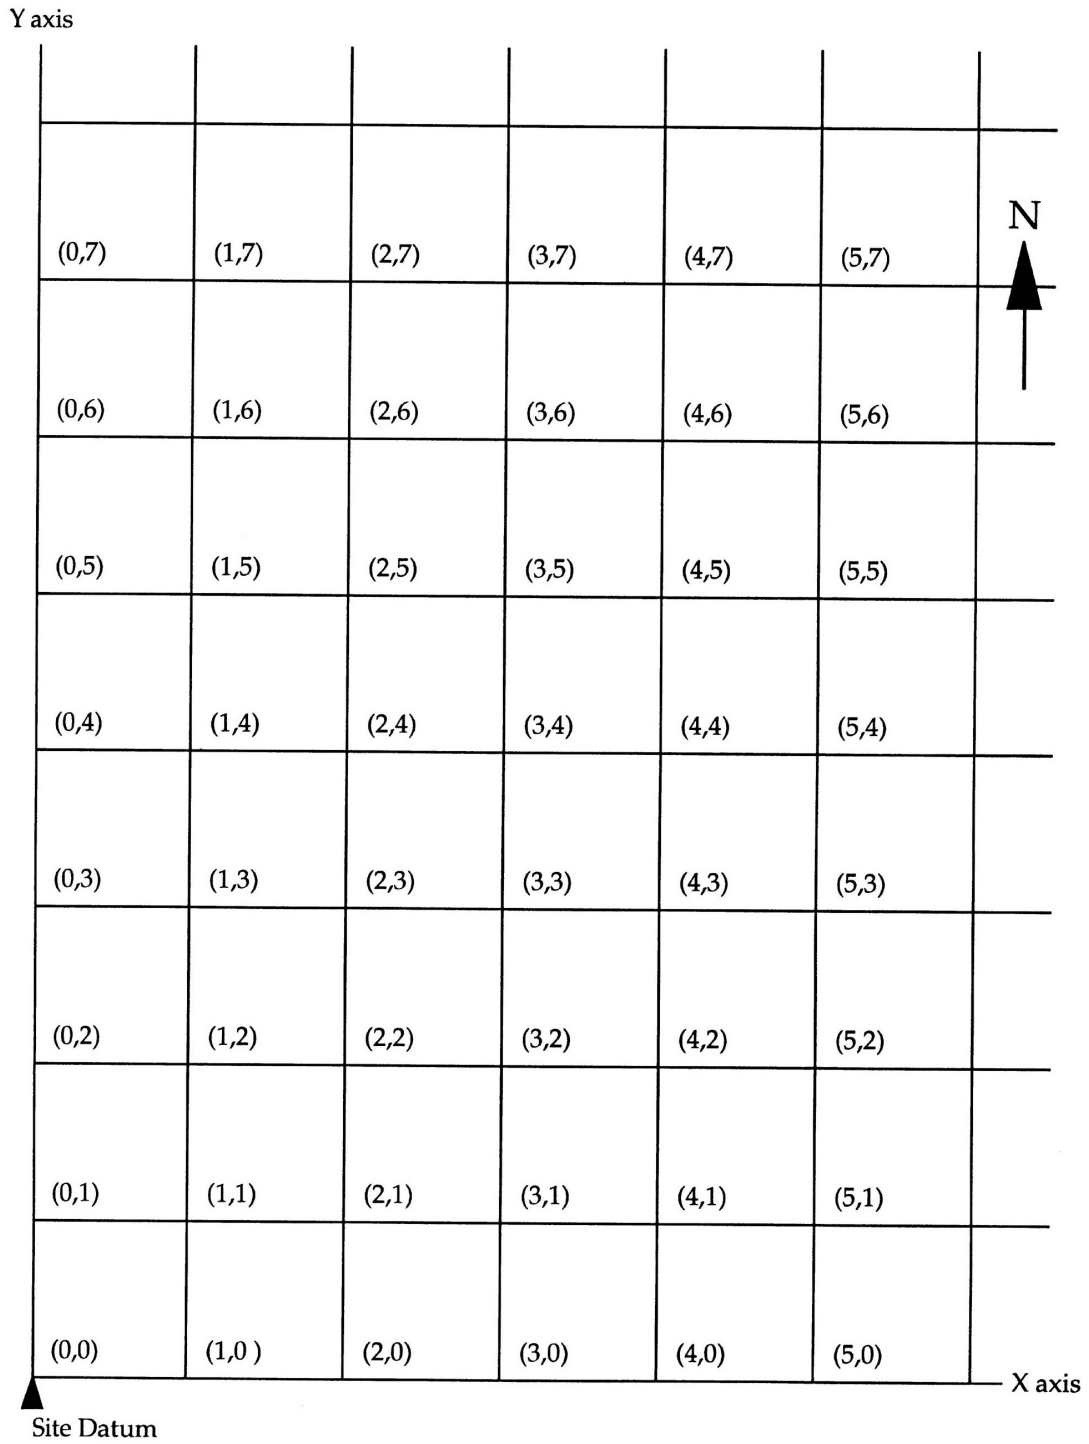 Y axis
N
(0,7) (1,7) (2,7) (3,7) (4,7) (5,7)
(0,6) (1,6) (2,6) (3,6) (4,6) (5,6)
(0,5) (1,5) (2,5) (3,5) (4,5) (5,5)
(0,4) (1,4) (2,4) (3,4) (4,4) (5,4)
(0,3) (1,3) (2,3) (3,3) (4,3) (5,3)
(0,2) (1,2) (2,2) (3,2) (4,2) (5,2)
(0,1) (1,1) (2,1) (3,1) (4,1) (5,1)
(0,0) (1,0 ) (2,0) (3,0) (4,0) (5,0)
X axis
Site Datum